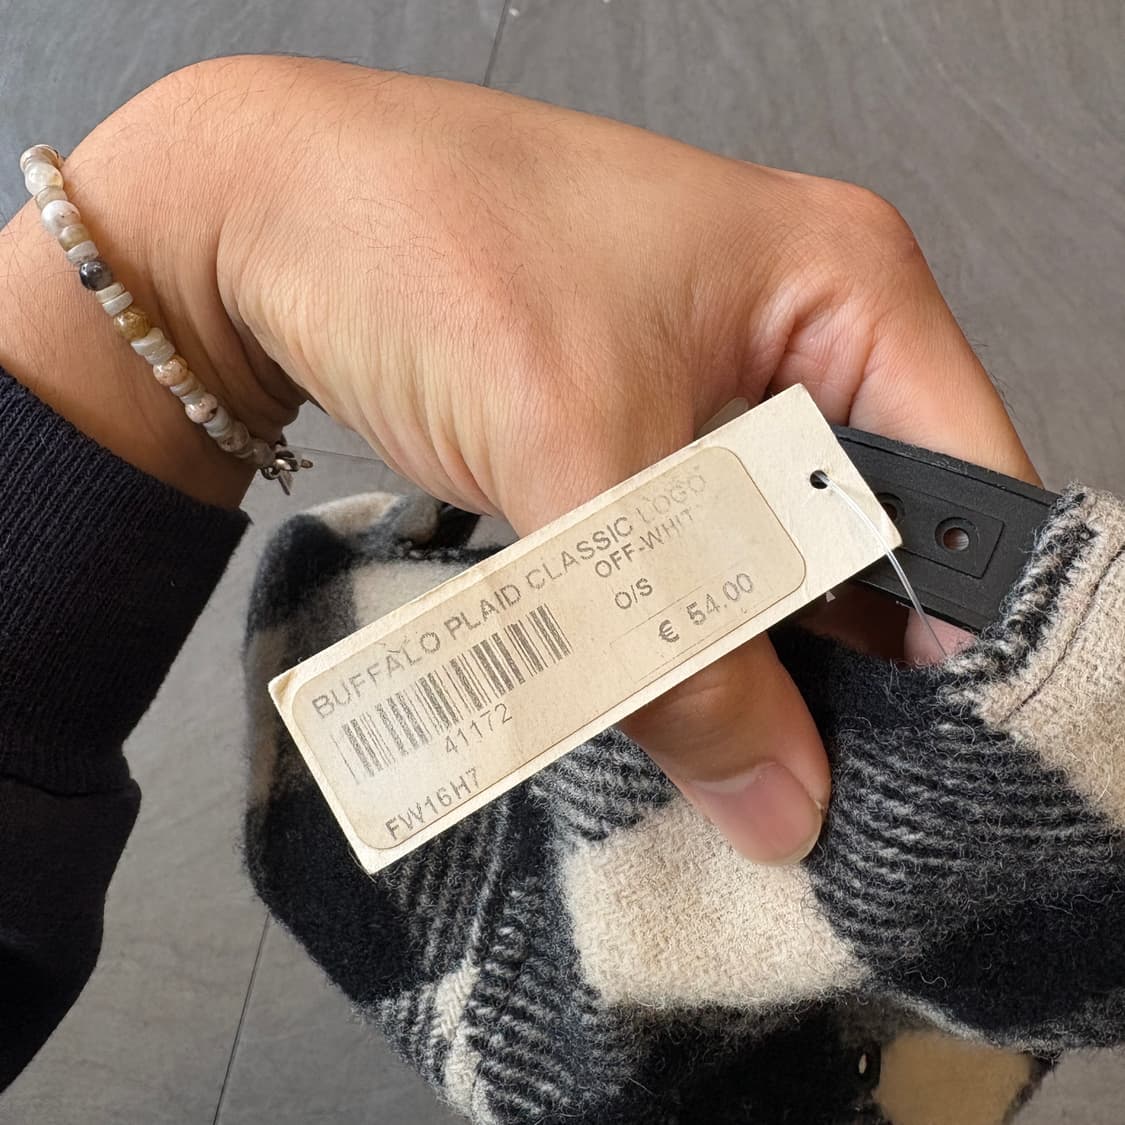 BUFFALO PLAID CLASSIC LOGO
OFF-WHIT
O/S
€ 54.00
41172
FW16H7